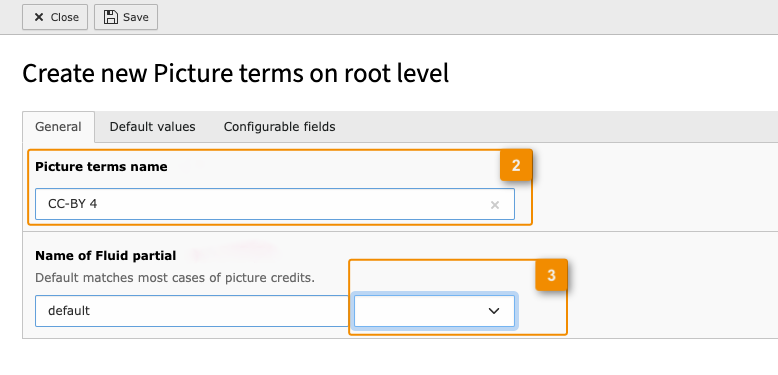 Close
Save
Create new Picture terms on root level
General
Default values
Configurable fields
Picture terms name
2
CC-BY 4
Name of Fluid partial
Default matches most cases of picture credits.
3
default